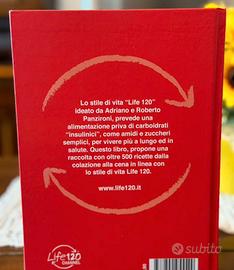 Lo stile di vita "Life 120"
Ideato da Adriano e Roberto
Panzironi, prevede una
alimentazione priva di carboidrati
"insulinici", come amidi e zuccheri
semplici, per vivere più a lungo ed in
salute. Questo libro, propone una
raccolta con oltre 500 ricette dalla
colazione alla cena in linea con
lo stile di vita Life 120.
www.life120.it
Life 120
CHANNEL
subito